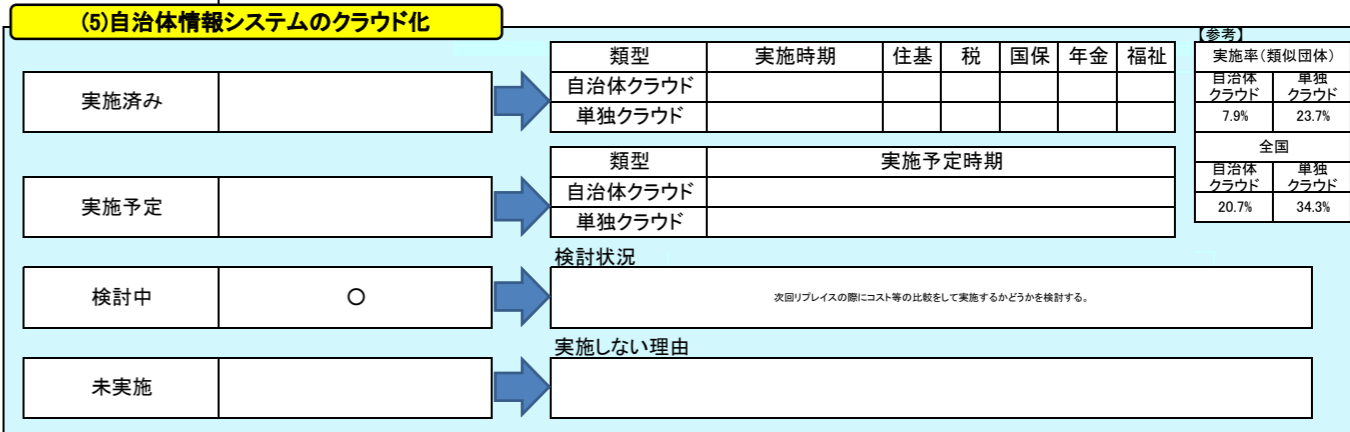 (5)自治体情報システムのクラウド化
【参考】
実施済み
類型 実施時期 住基 税 国保 年金 福祉
自治体クラウド
単独クラウド
実施率(類似団体)
自治体
クラウド
単独
クラウド
7.9% 23.7%
全国
自治体
クラウド
単独
クラウド
20.7% 34.3%
実施予定
類型 実施予定時期
自治体クラウド
単独クラウド
検討中 ○
検討状況
次回リプレイスの際にコスト等の比較をして実施するかどうかを検討する。
未実施
実施しない理由